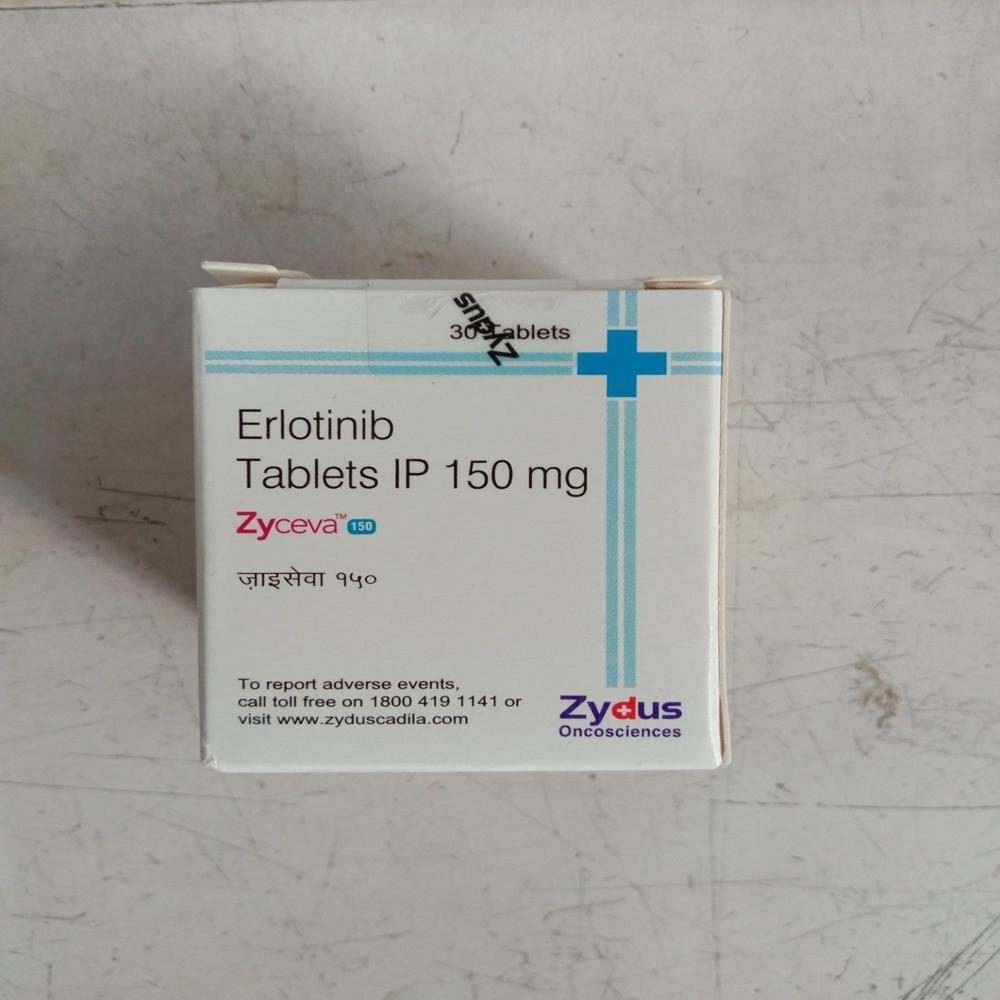 30 Tablets
Zydus
Erlotinib
Tablets IP 150 mg
Zyceva™ 150
ज़ाइसेवा १५०
To report adverse events,
call toll free on 1800 419 1141 or
visit www.zyduscadila.com
Zydus
Oncosciences